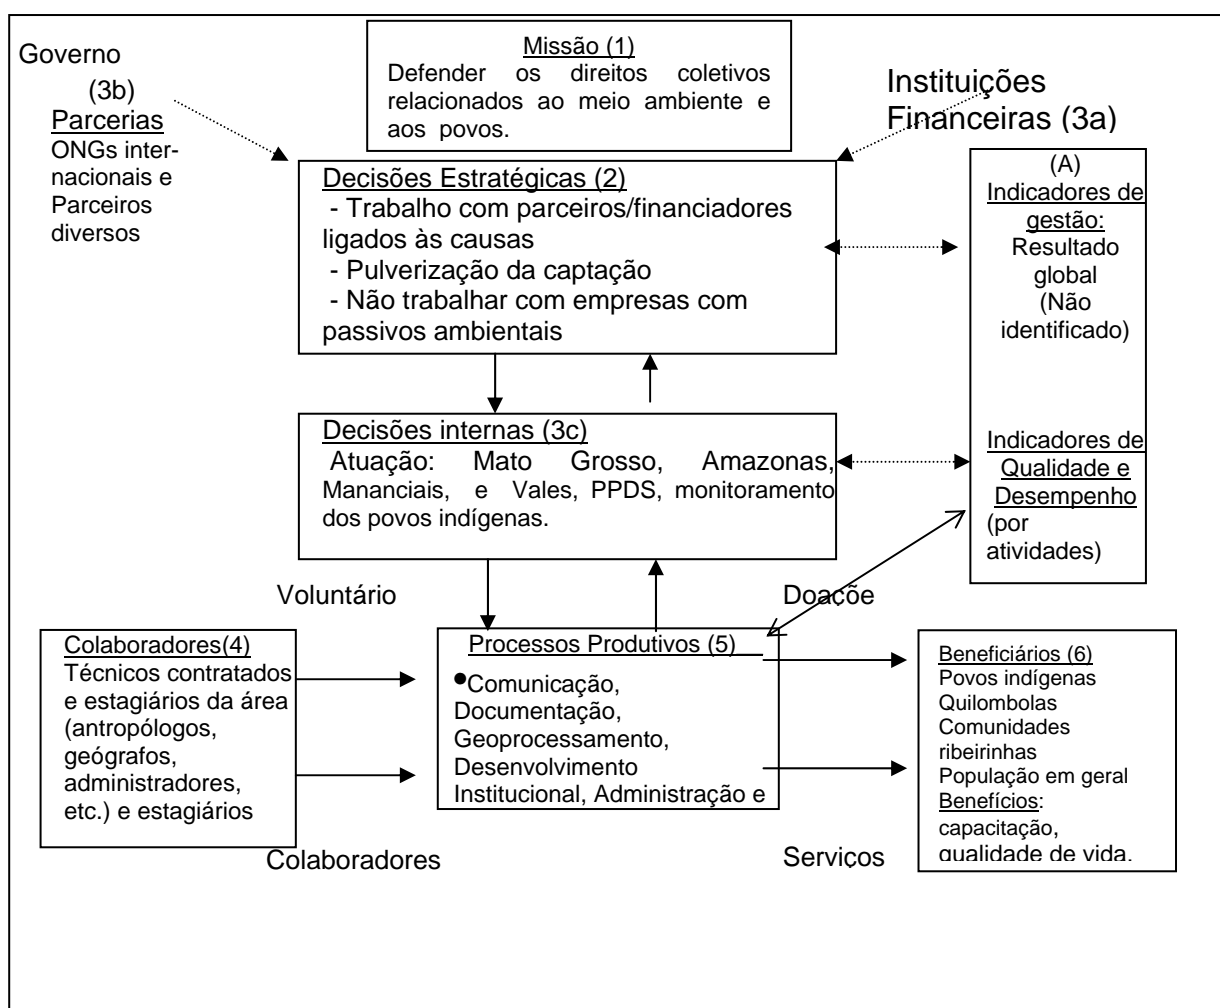 Missão (1)
Defender os direitos coletivos
relacionados ao meio ambiente e
aos povos.
Governo
(3b)
Parcerias
ONGs inter-
nacionais e
Parceiros
diversos
Instituições
Financeiras (3a)
Decisões Estratégicas (2)
- Trabalho com parceiros/financiadores
ligados às causas
- Pulverização da captação
- Não trabalhar com empresas com
passivos ambientais
(A)
Indicadores de
gestão:
Resultado
global
(Não
identificado)
Indicadores de
Qualidade e
Desempenho
(por
atividades)
Decisões internas (3c)
Atuação: Mato Grosso, Amazonas,
Mananciais, e Vales, PPDS, monitoramento
dos povos indígenas.
Voluntário
Doaçõe
Colaboradores(4)
Técnicos contratados
e estagiários da área
(antropólogos,
geógrafos,
administradores,
etc.) e estagiários
Processos Produtivos (5)
•Comunicação,
Documentação,
Geoprocessamento,
Desenvolvimento
Institucional, Administração e
Beneficiários (6)
Povos indígenas
Quilombolas
Comunidades
ribeirinhas
População em geral
Benefícios:
capacitação,
qualidade de vida.
Colaboradores
Serviços